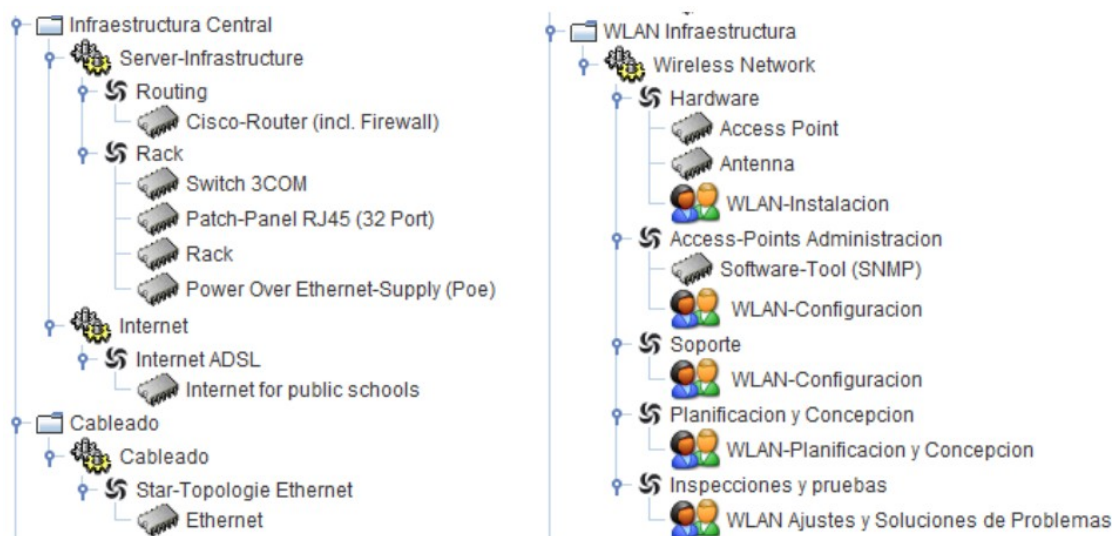 Infraestructura Central
Server-Infrastructure
Routing
Cisco-Router (incl. Firewall)
Rack
Switch 3COM
Patch-Panel RJ45 (32 Port)
Rack
Power Over Ethernet-Supply (Poe)
Internet
Internet ADSL
Internet for public schools
Cableado
Cableado
Star-Topologie Ethernet
Ethernet
WLAN Infraestructura
Wireless Network
Hardware
Access Point
Antenna
WLAN-Instalacion
Access-Points Administracion
Software-Tool (SNMP)
WLAN-Configuracion
Soporte
WLAN-Configuracion
Planificacion y Concepcion
WLAN-Planificacion y Concepcion
Inspecciones y pruebas
WLAN Ajustes y Soluciones de Problemas